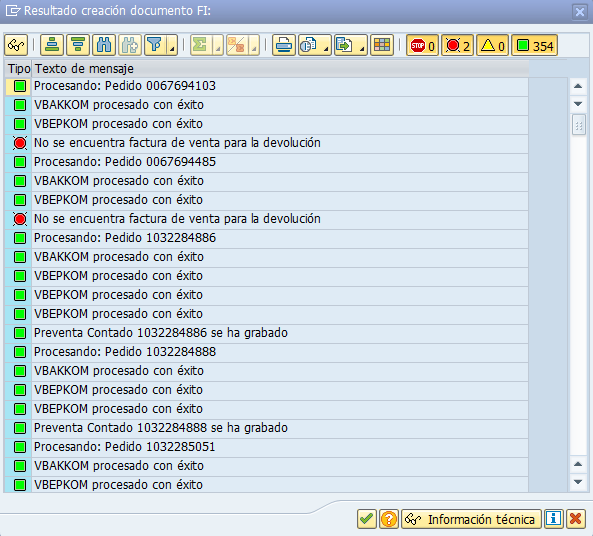 Resultado creación documento FI:
STOP 0 2 0 354
Tipo Texto de mensaje
Procesando: Pedido 0067694103
VBAKKOM procesado con éxito
VBEPKOM procesado con éxito
No se encuentra factura de venta para la devolución
Procesando: Pedido 0067694485
VBAKKOM procesado con éxito
VBEPKOM procesado con éxito
No se encuentra factura de venta para la devolución
Procesando: Pedido 1032284886
VBAKKOM procesado con éxito
VBEPKOM procesado con éxito
VBEPKOM procesado con éxito
VBEPKOM procesado con éxito
Preventa Contado 1032284886 se ha grabado
Procesando: Pedido 1032284888
VBAKKOM procesado con éxito
VBEPKOM procesado con éxito
VBEPKOM procesado con éxito
Preventa Contado 1032284888 se ha grabado
Procesando: Pedido 1032285051
VBAKKOM procesado con éxito
VBEPKOM procesado con éxito
Información técnica